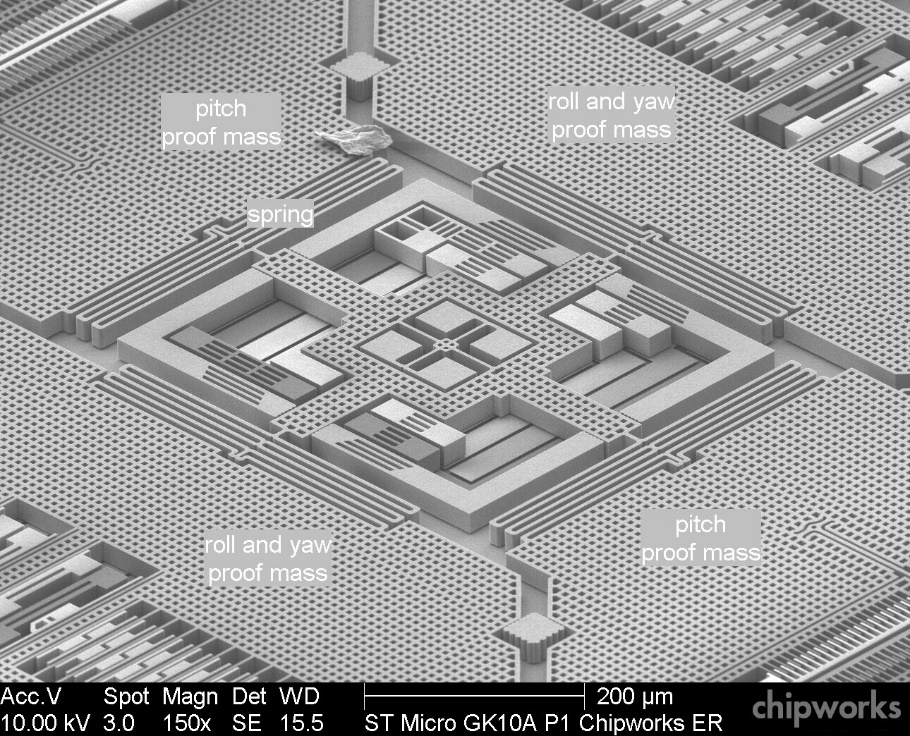 pitch
proof mass
roll and yaw
proof mass
spring
roll and yaw
proof mass
pitch
proof mass
Acc.V Spot Magn Det WD 200 µm
10.00 kV 3.0 150x SE 15.5 ST Micro GK10A P1 Chipworks ER
chipworks